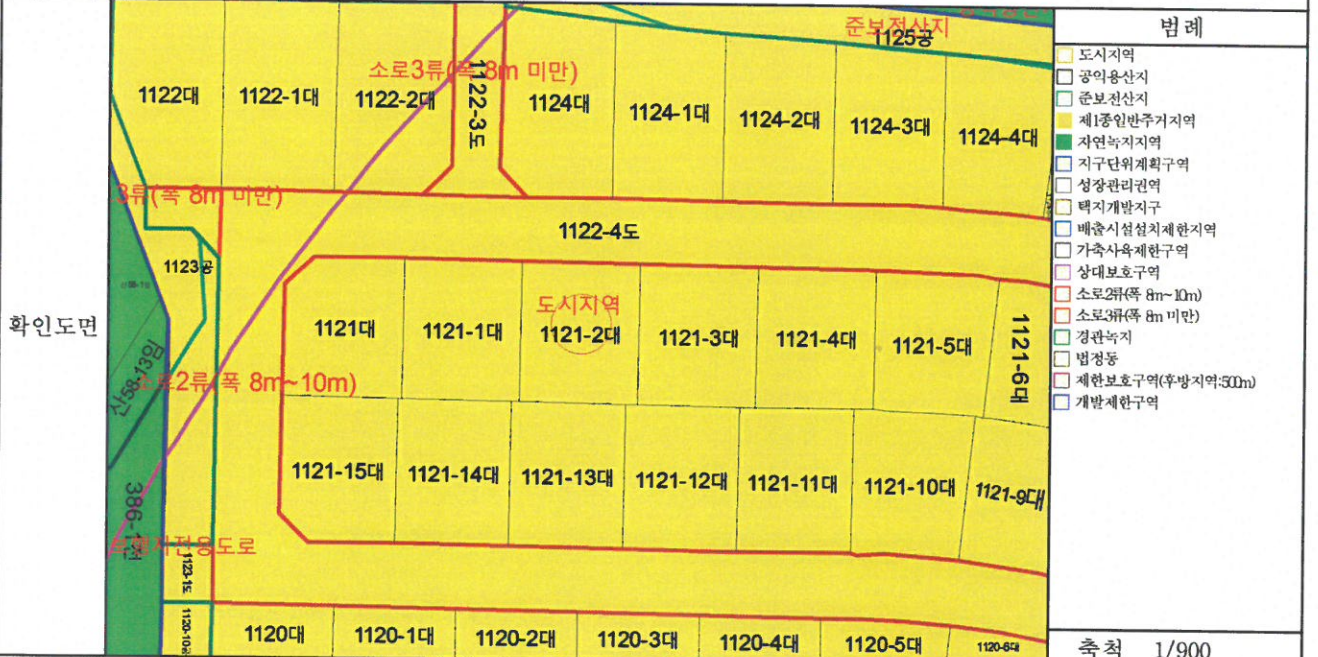 확인도면
준보전산지
1125공
소로3류(폭 8m 미만)
1122대
1122-1대
1122-2대
1122-3도
1124대
1124-1대
1124-2대
1124-3대
1124-4대
3류(폭 8m 미만)
1122-4도
1123공
도시지역
1121대
1121-1대
1121-2대
1121-3대
1121-4대
1121-5대
1121-6대
산58-13임
소로2류(폭 8m~10m)
1121-15대
1121-14대
1121-13대
1121-12대
1121-11대
1121-10대
1121-9대
보행자전용도로
1123-1도
1120-10공
1120대
1120-1대
1120-2대
1120-3대
1120-4대
1120-5대
1120-6대
범례
도시지역
공익용산지
준보전산지
제1종일반주거지역
자연녹지지역
지구단위계획구역
성장관리권역
택지개발지구
배출시설설치제한지역
가축사육제한구역
상대보호구역
소로2류(폭 8m~10m)
소로3류(폭 8m 미만)
경관녹지
법정동
제한보호구역(후방지역:500m)
개발제한구역
축척 1/900